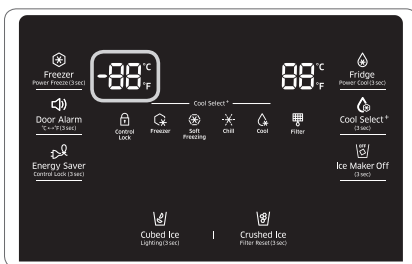 Freezer
Power Freeze (3 sec)
-88 °C °F
88 °C °F
Fridge
Power Cool (3 sec)
Cool Select+
Door Alarm
°C↔°F (3 sec)
Control Lock
Freezer
Soft Freezing
Chill
Cool
Filter
Cool Select+
(3 sec)
Energy Saver
Control Lock (3 sec)
OFF
Ice Maker Off
(3 sec)
Cubed Ice
Lighting (3 sec)
|
Crushed Ice
Filter Reset (3 sec)